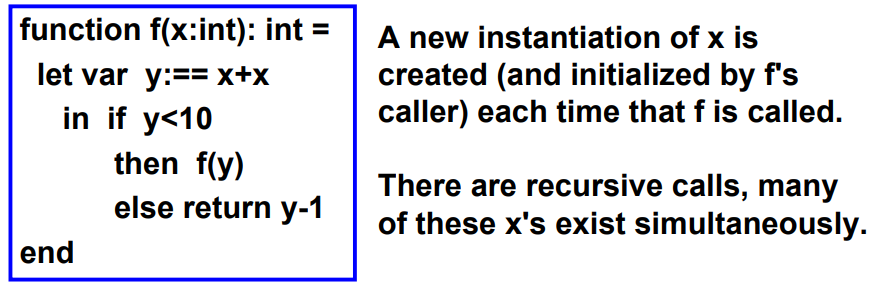 function f(x:int): int =
let var y:== x+x
in if y<10
then f(y)
else return y-1
end
A new instantiation of x is
created (and initialized by f's
caller) each time that f is called.
There are recursive calls, many
of these x's exist simultaneously.